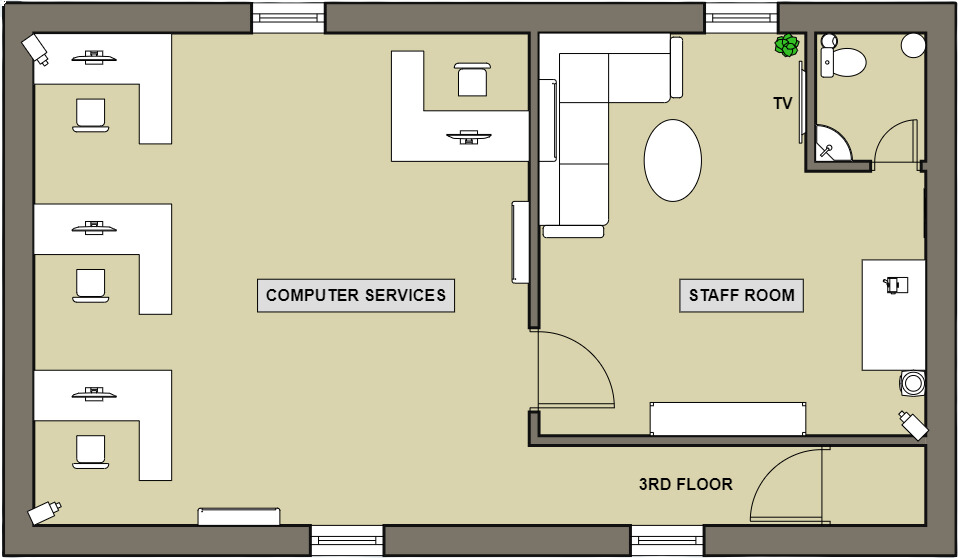 TV
COMPUTER SERVICES
STAFF ROOM
3RD FLOOR